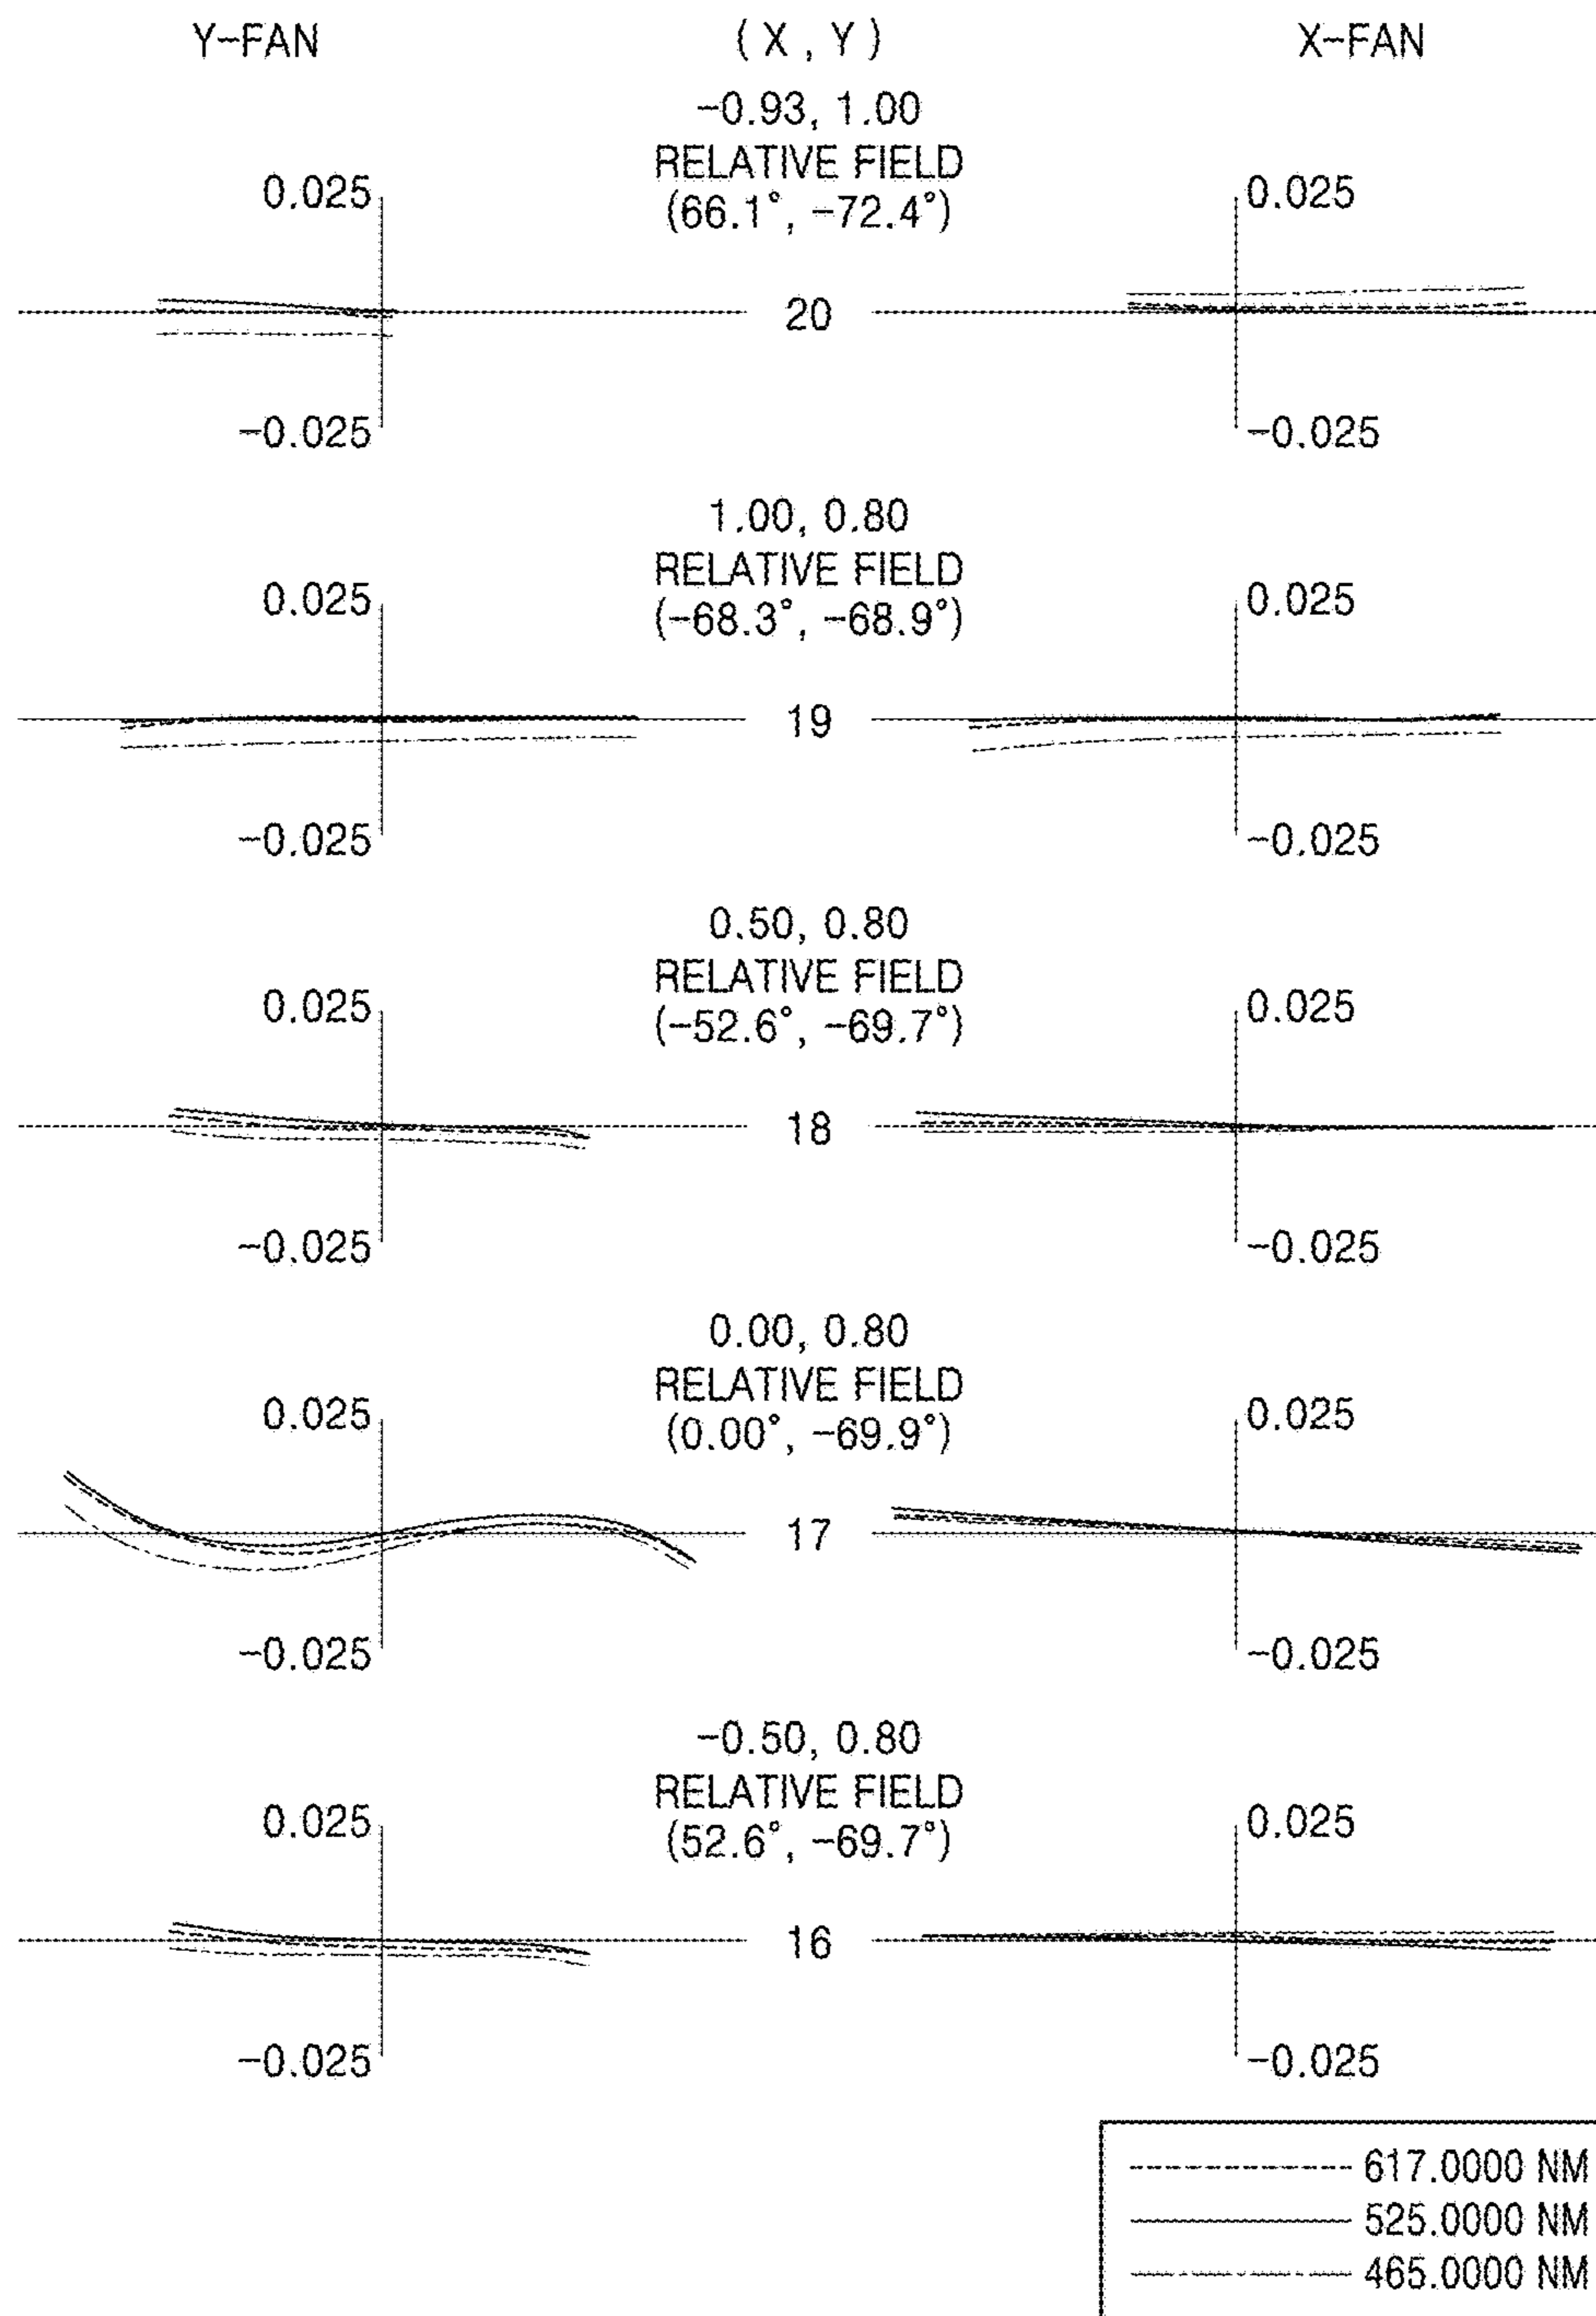 Y-FAN (X, Y) X-FAN
-0.93, 1.00
RELATIVE FIELD
0.025 (66.1°, -72.4°) 0.025
20
-0.025 -0.025
1.00, 0.80
RELATIVE FIELD
0.025 (-68.3°, -68.9°) 0.025
19
-0.025 -0.025
0.50, 0.80
RELATIVE FIELD
0.025 (-52.6°, -69.7°) 0.025
18
-0.025 -0.025
0.00, 0.80
RELATIVE FIELD
0.025 (0.00°, -69.9°) 0.025
17
-0.025 -0.025
-0.50, 0.80
RELATIVE FIELD
0.025 (52.6°, -69.7°) 0.025
16
-0.025 -0.025
617.0000 NM
525.0000 NM
465.0000 NM